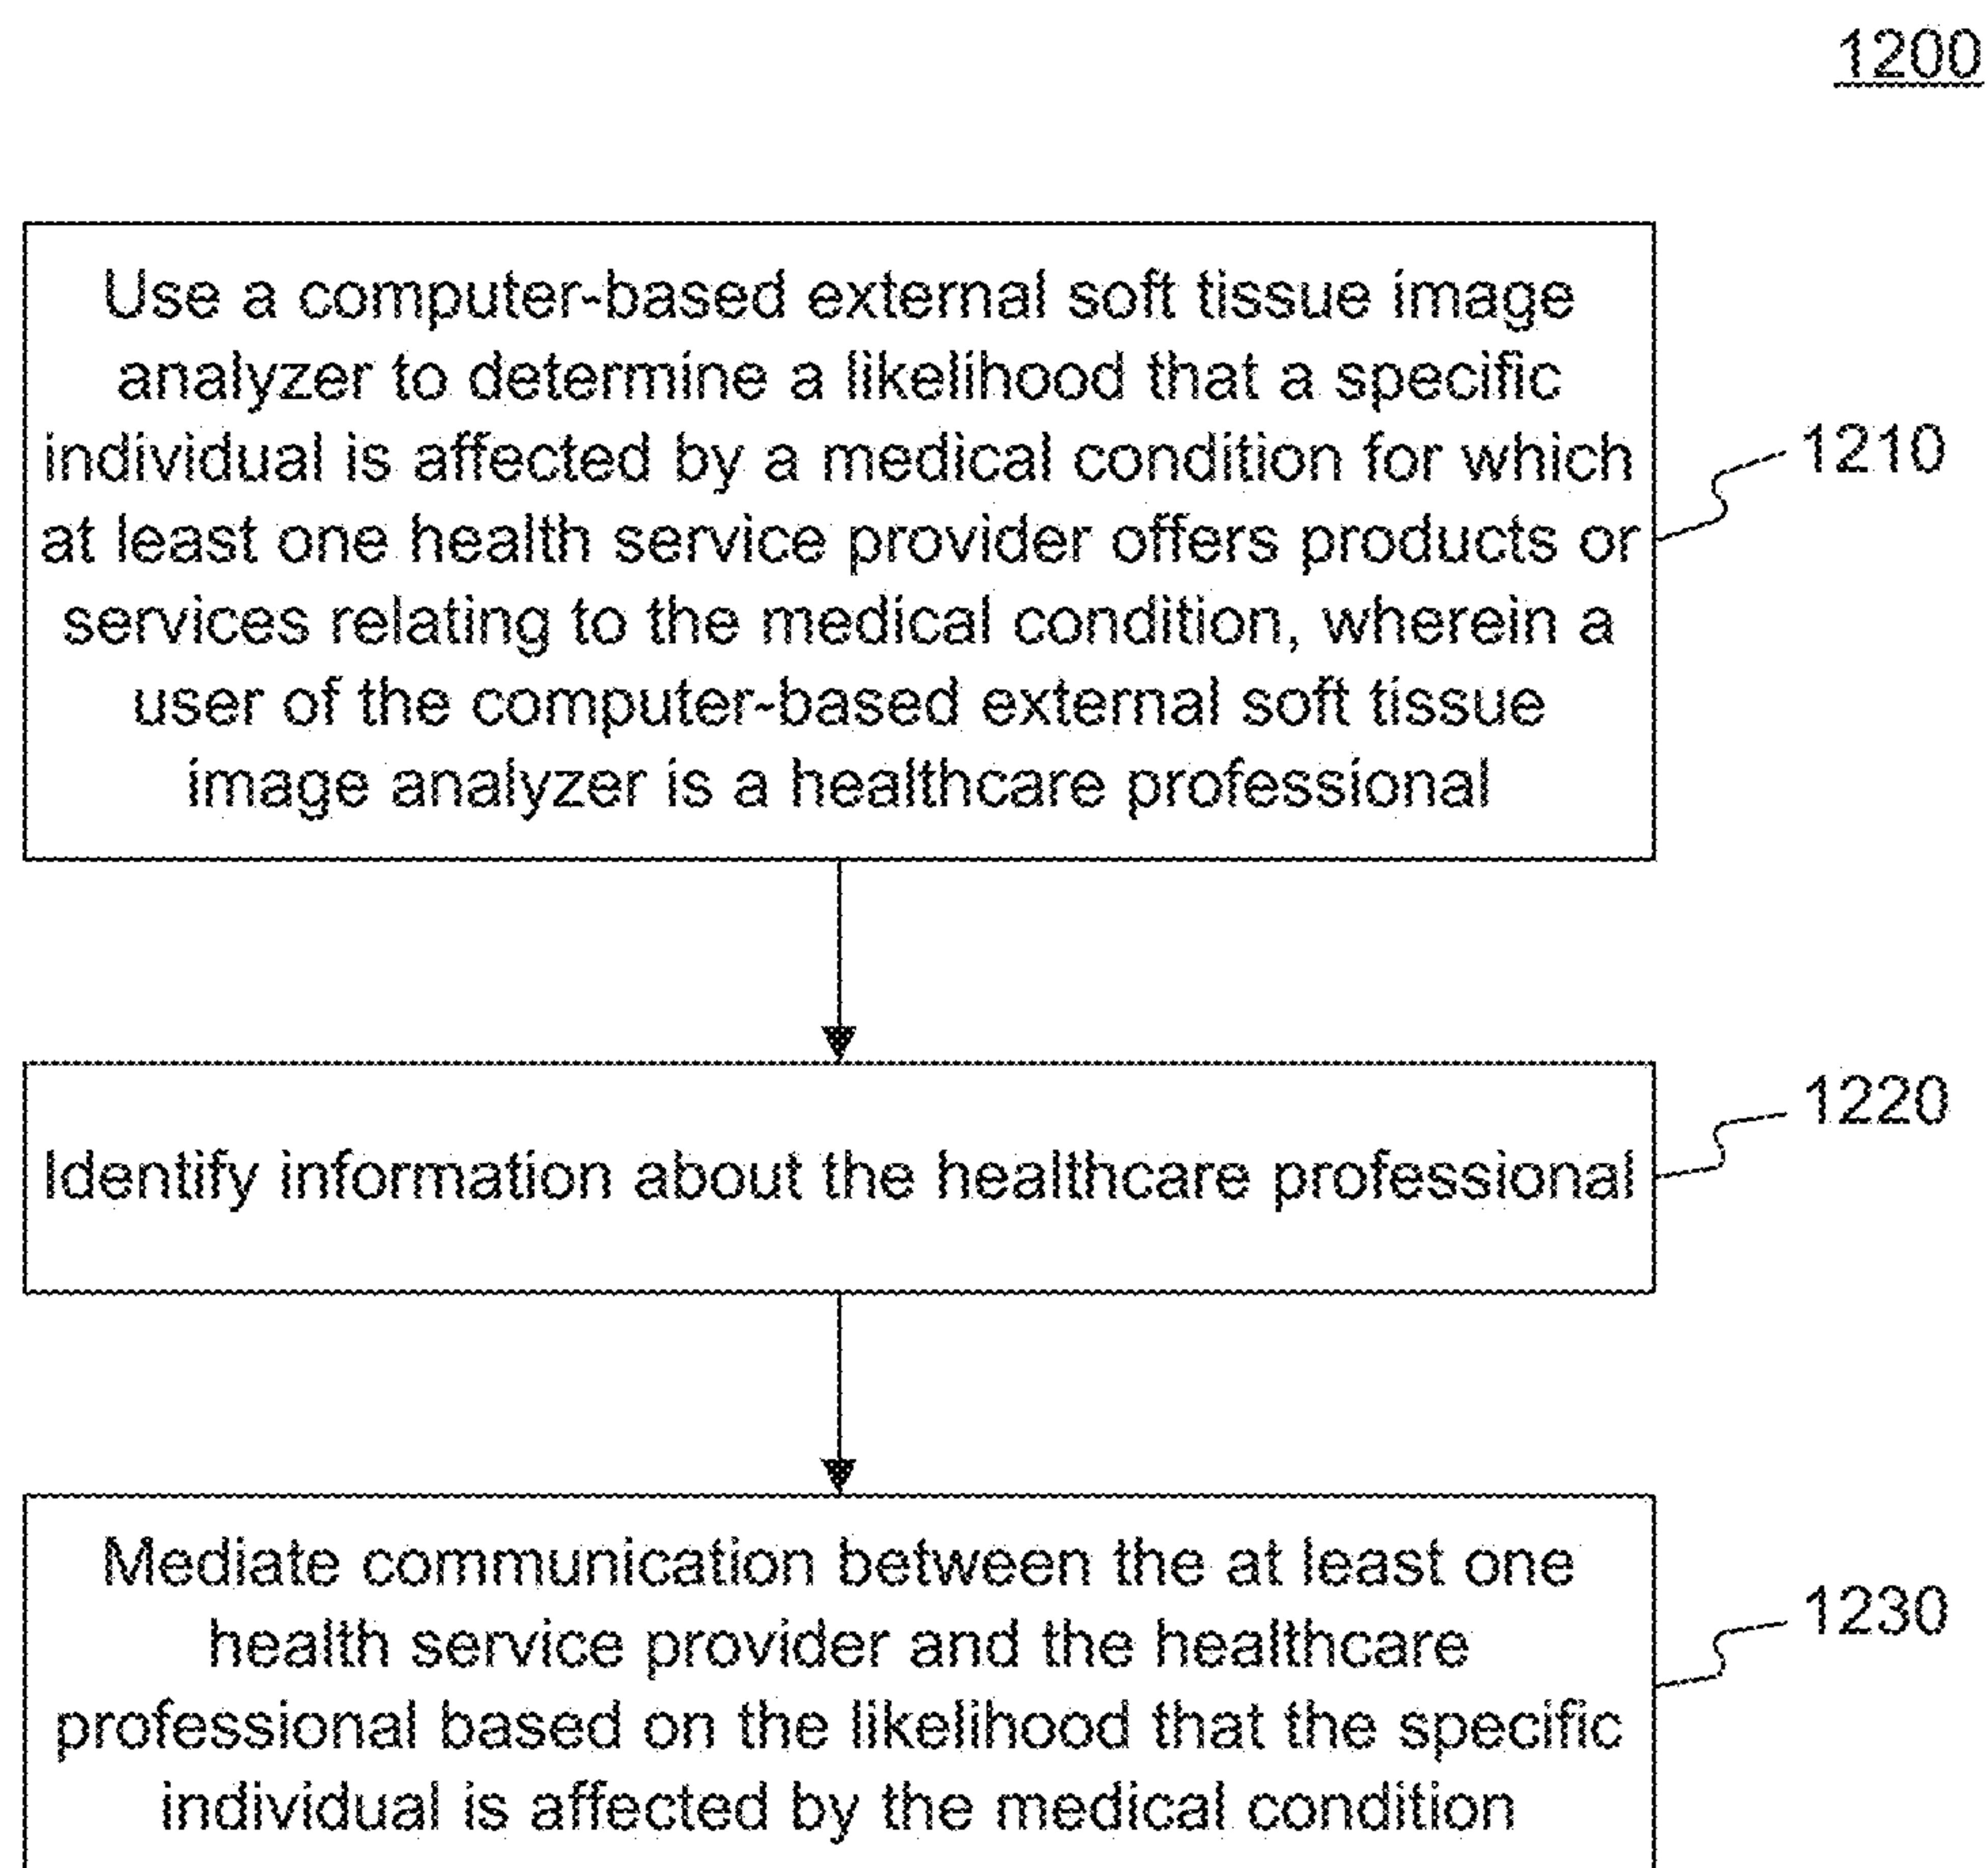 1200
Use a computer-based external soft tissue image
analyzer to determine a likelihood that a specific
individual is affected by a medical condition for which
at least one health service provider offers products or
services relating to the medical condition, wherein a
user of the computer-based external soft tissue
image analyzer is a healthcare professional
1210
Identify information about the healthcare professional
1220
Mediate communication between the at least one
health service provider and the healthcare
professional based on the likelihood that the specific
individual is affected by the medical condition
1230